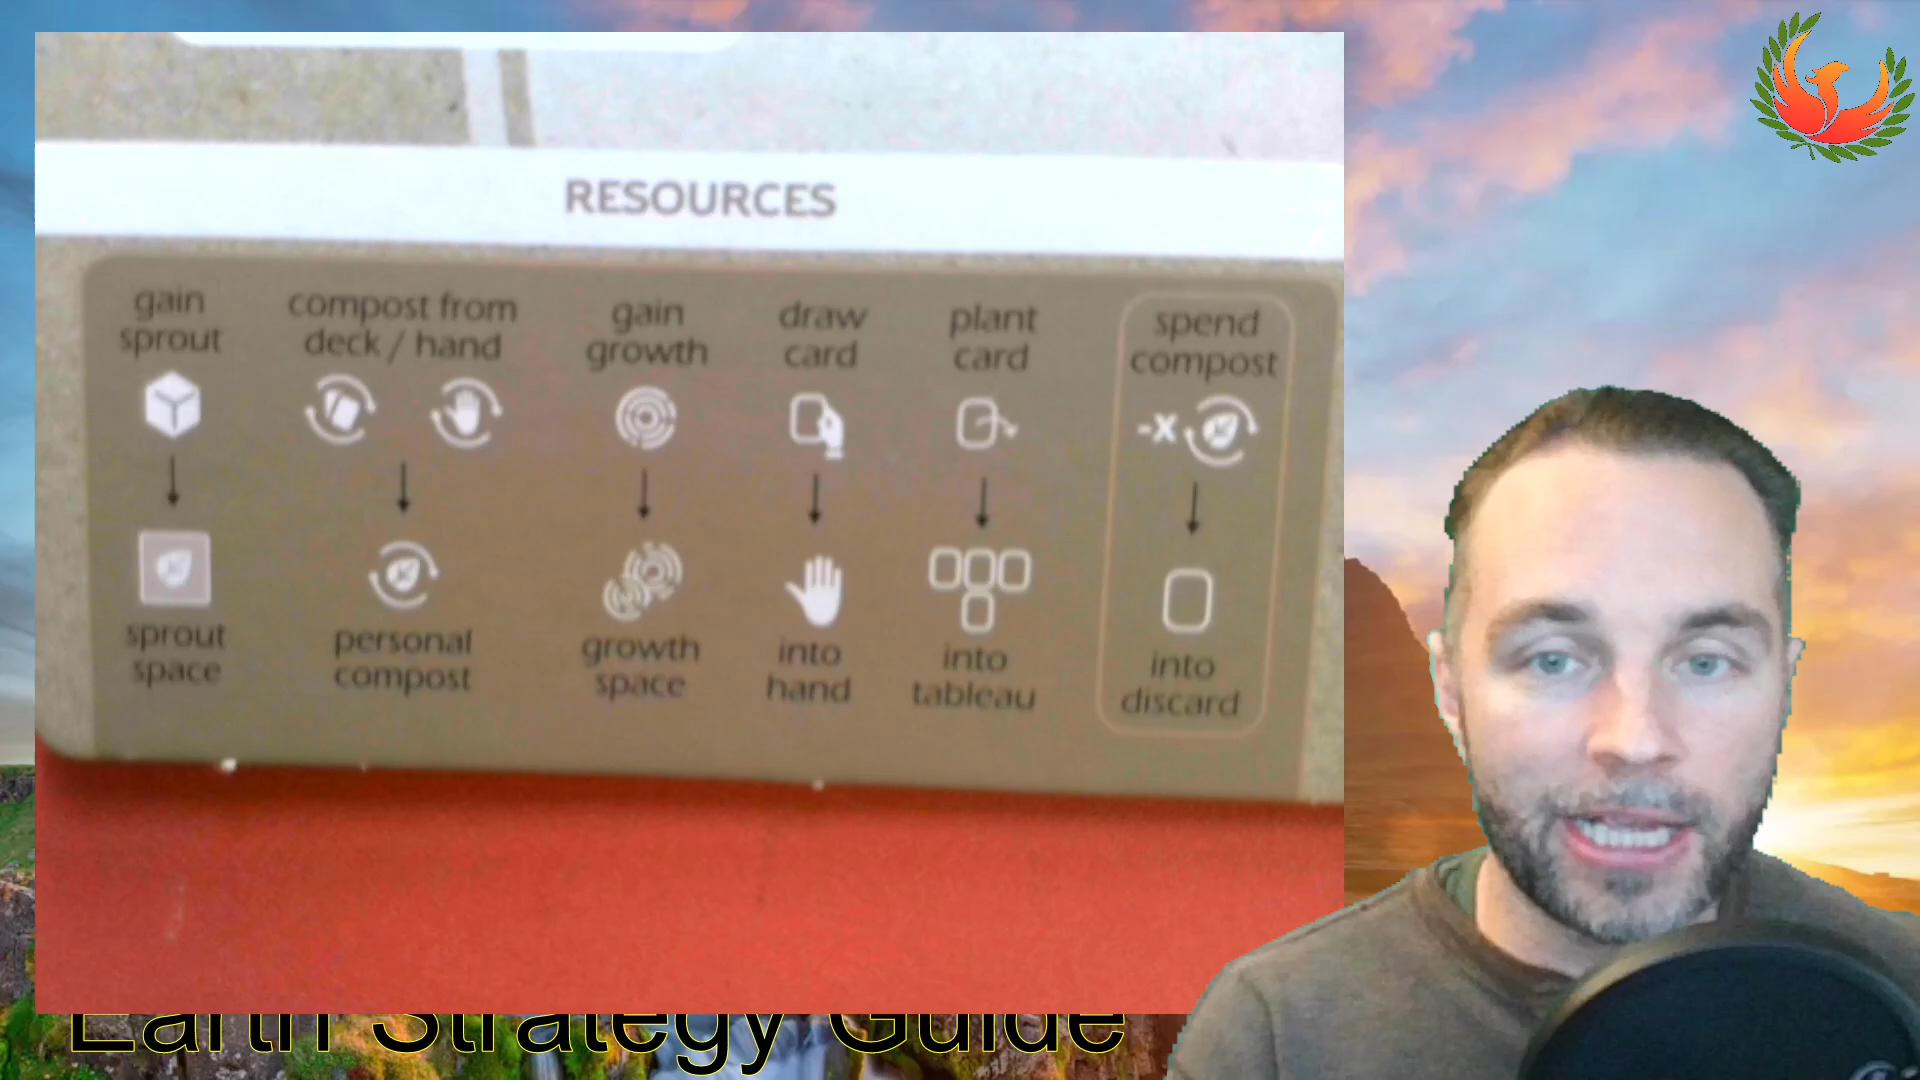 RESOURCES
gain
sprout
compost from
deck / hand
gain
growth
draw
card
plant
card
spend
compost
-X
sprout
space
personal
compost
growth
space
into
hand
into
tableau
into
discard
Earth Strategy Guide